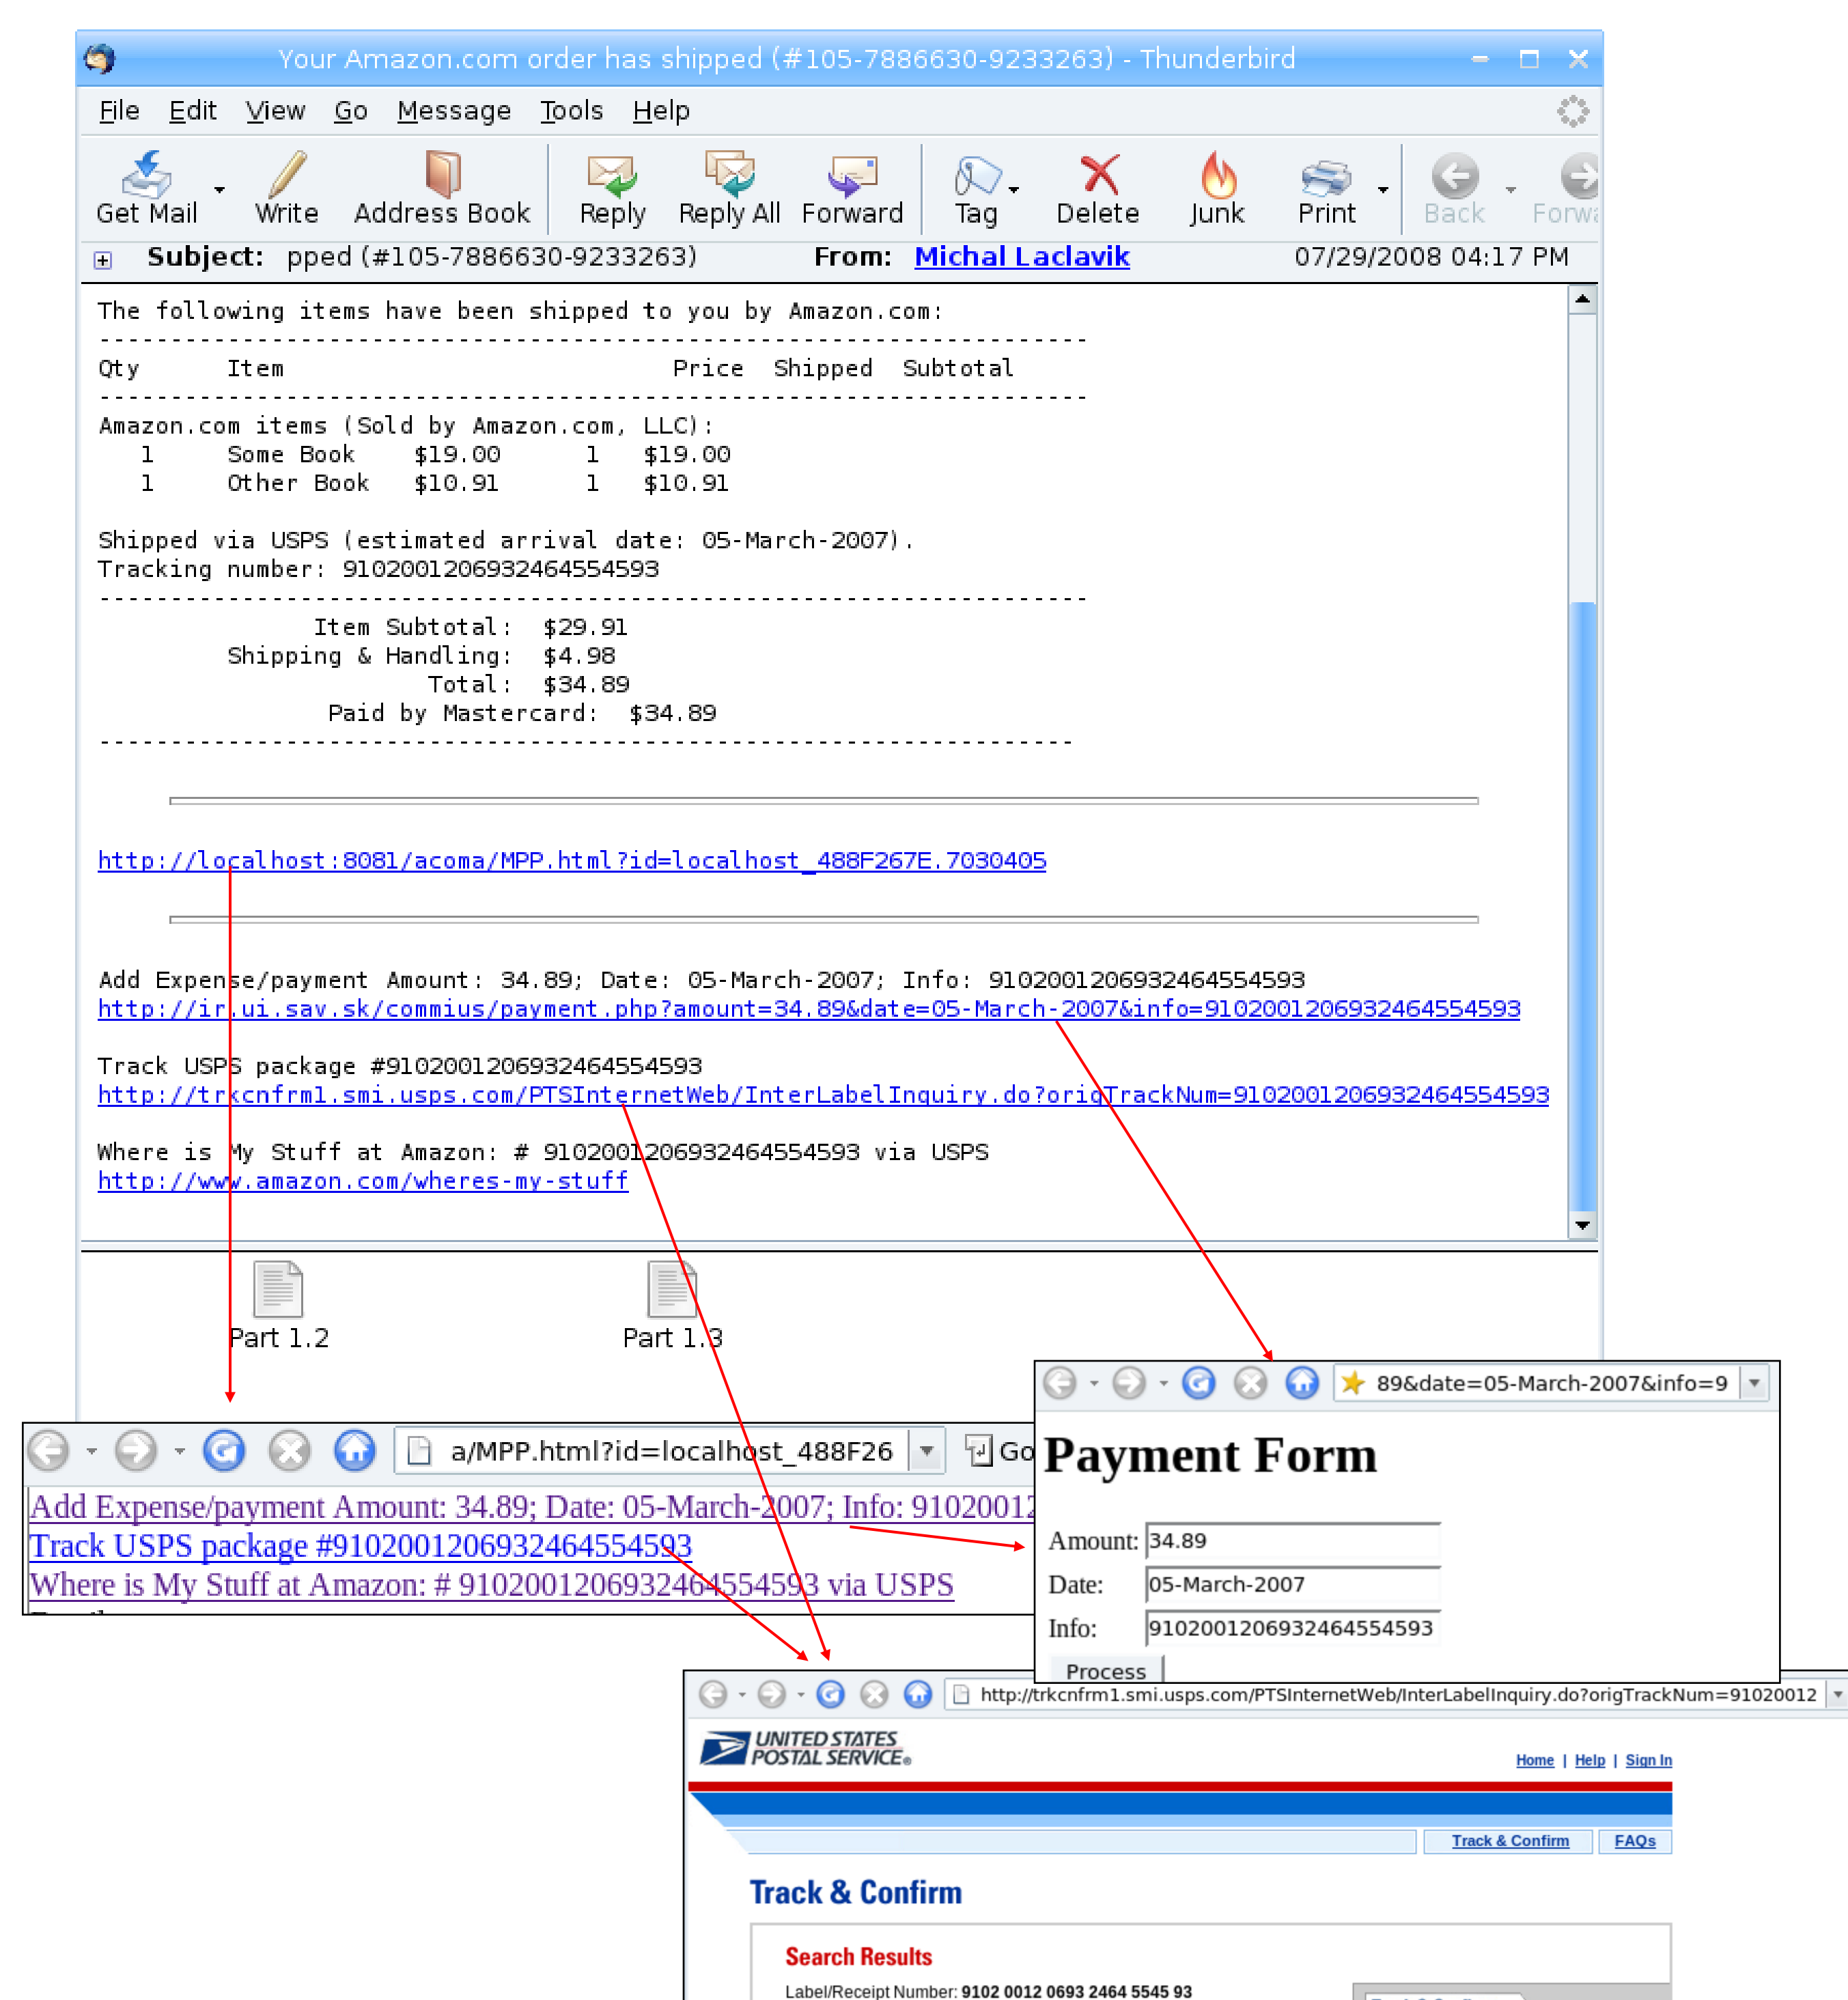 Your Amazon.com order has shipped (#105-7886630-9233263) - Thunderbird
File Edit View Go Message Tools Help
Get Mail Write Address Book Reply Reply All Forward Tag Delete Junk Print Back
Subject: pped (#105-7886630-9233263) From: Michal Laclavik 07/29/2008 04:17 PM
The following items have been shipped to you by Amazon.com:
---------------------------------------------------------------------
Qty Item Price Shipped Subtotal
---------------------------------------------------------------------
Amazon.com items (Sold by Amazon.com, LLC):
1 Some Book $19.00 1 $19.00
1 Other Book $10.91 1 $10.91
Shipped via USPS (estimated arrival date: 05-March-2007).
Tracking number: 9102001206932464554593
---------------------------------------------------------------------
Item Subtotal: $29.91
Shipping & Handling: $4.98
Total: $34.89
Paid by Mastercard: $34.89
--------------------------------------------------------------------
http://localhost:8081/acoma/MPP.html?id=localhost_488F267E.7030405
Add Expense/payment Amount: 34.89; Date: 05-March-2007; Info: 9102001206932464554593
http://ir.ui.sav.sk/commius/payment.php?amount=34.89&date=05-March-2007&info=9102001206932464554593
Track USPS package #9102001206932464554593
http://trkcnfrm1.smi.usps.com/PTSInternetWeb/InterLabelInquiry.do?origTrackNum=9102001206932464554593
Where is My Stuff at Amazon: # 9102001206932464554593 via USPS
http://www.amazon.com/wheres-my-stuff
Part 1.2 Part 1.3
a/MPP.html?id=localhost_488F26 Go
Add Expense/payment Amount: 34.89; Date: 05-March-2007; Info: 91020012
Track USPS package #9102001206932464554593
Where is My Stuff at Amazon: # 9102001206932464554593 via USPS
89&date=05-March-2007&info=9
Payment Form
Amount: 34.89
Date: 05-March-2007
Info: 9102001206932464554593
Process
http://trkcnfrm1.smi.usps.com/PTSInternetWeb/InterLabelInquiry.do?origTrackNum=91020012
UNITED STATES
POSTAL SERVICE®
Home | Help | Sign In
Track & Confirm FAQs
Track & Confirm
Search Results
Label/Receipt Number: 9102 0012 0693 2464 5545 93